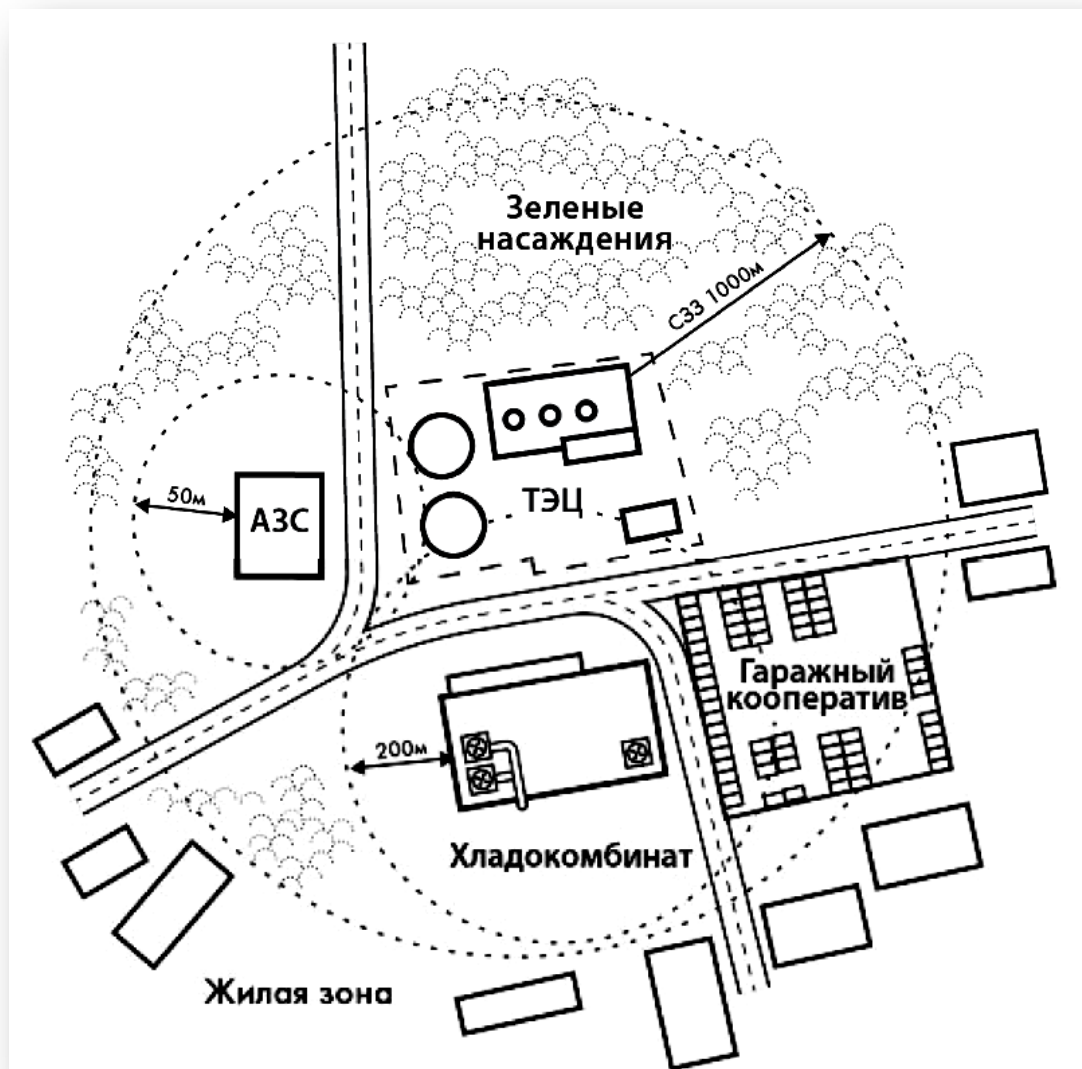 Зеленые
насаждения
СЗЗ 1000м
50м
АЗС
ТЭЦ
Гаражный
кооператив
200м
Хладокомбинат
Жилая зона